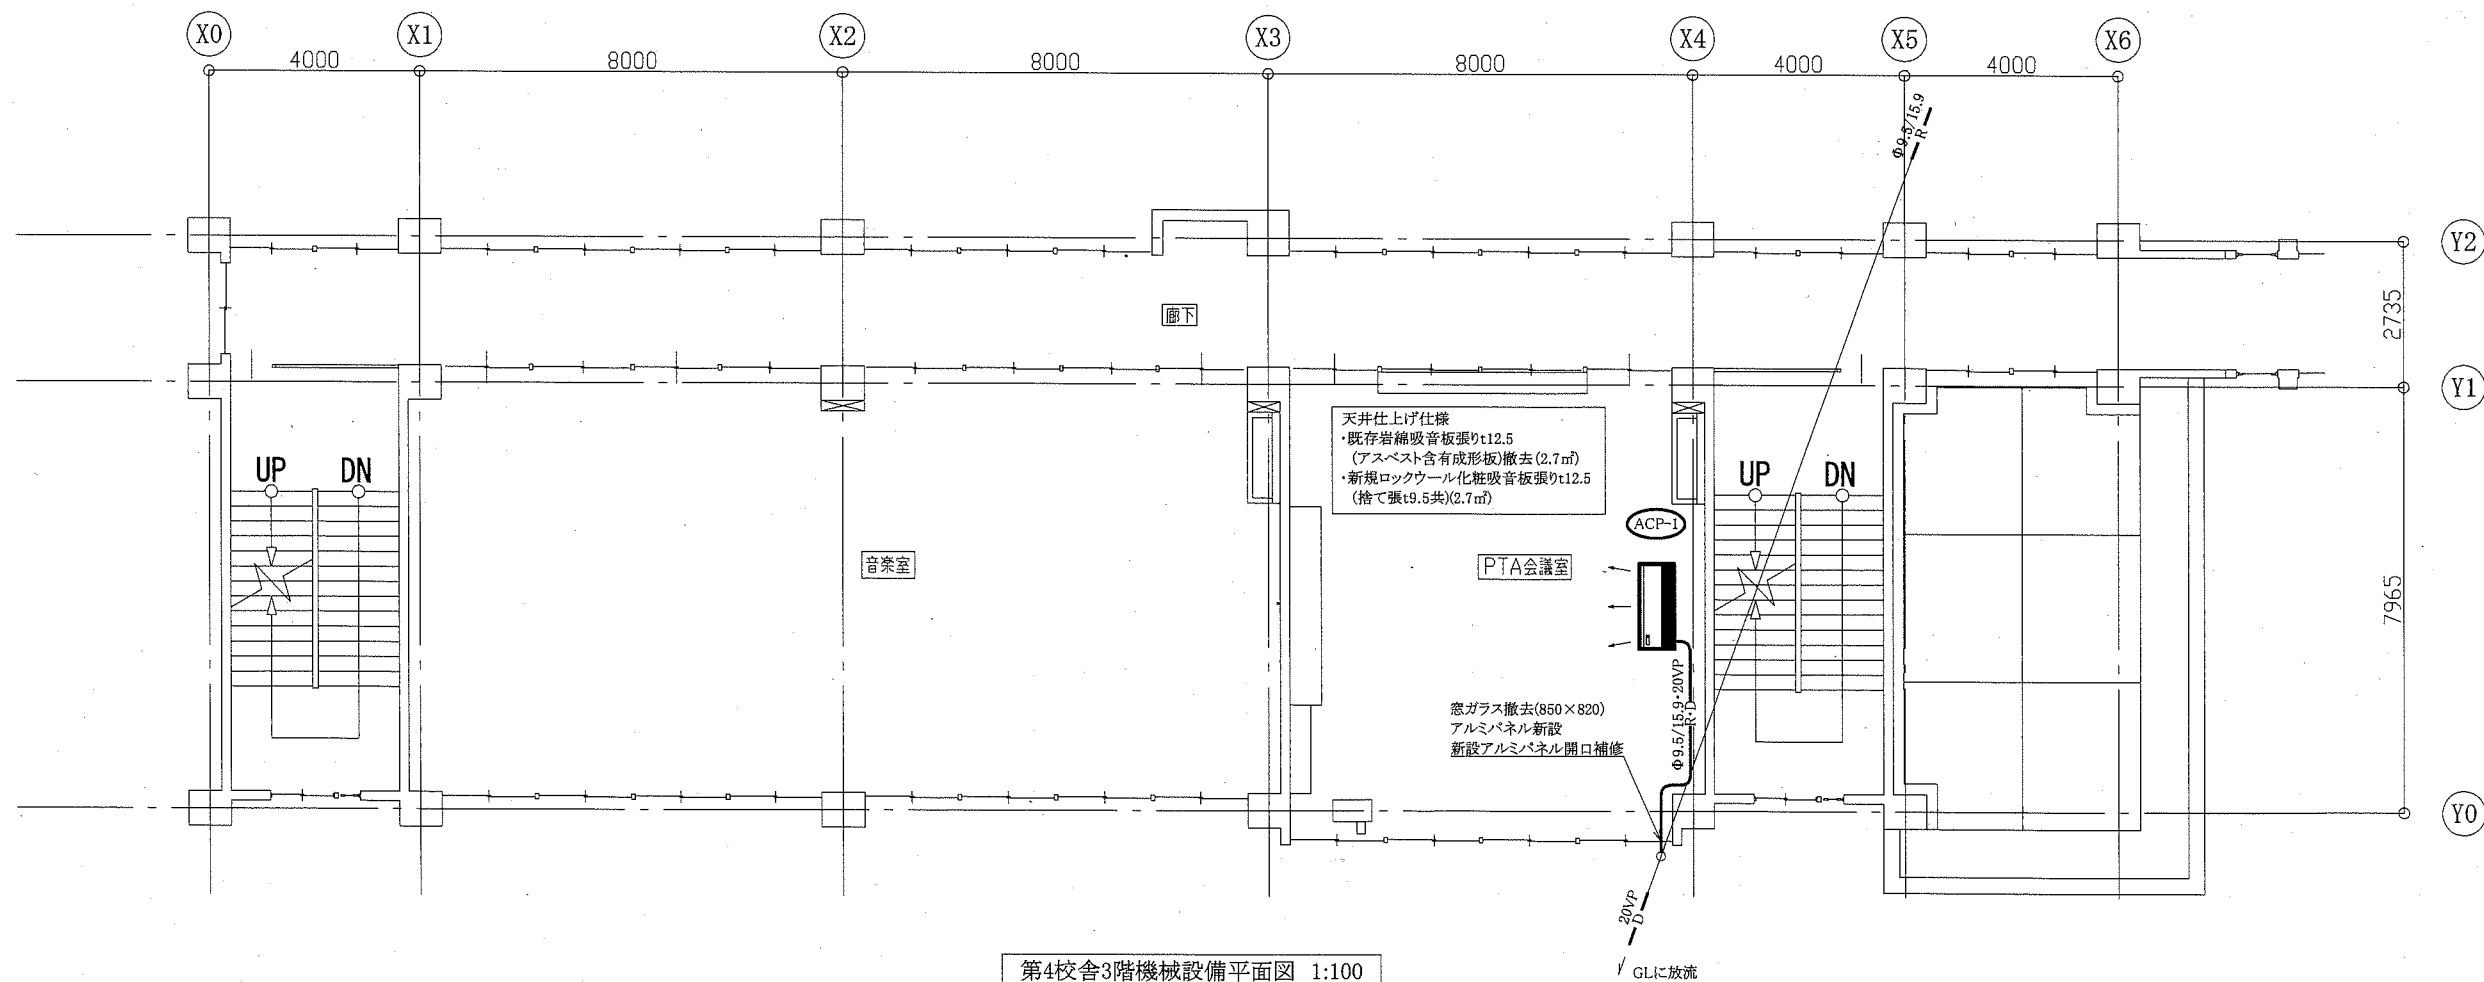 X0
X1
X2
X3
X4
X5
X6
4000
8000
8000
8000
4000
4000
Φ9.5/15.9
R
Y2
2735
廊下
Y1
天井仕上げ仕様
・既存岩綿吸音板張りt12.5
(アスベスト含有成形板)撤去(2.7㎡)
・新規ロックウール化粧吸音板張りt12.5
(捨て張t9.5共)(2.7㎡)
UP
DN
UP
DN
ACP-1
音楽室
PTA会議室
7965
Φ9.5/15.9・20VP
R・D
窓ガラス撤去(850×820)
アルミパネル新設
新設アルミパネル開口補修
Y0
20VP
D
GLに放流
第4校舎3階機械設備平面図 1:100